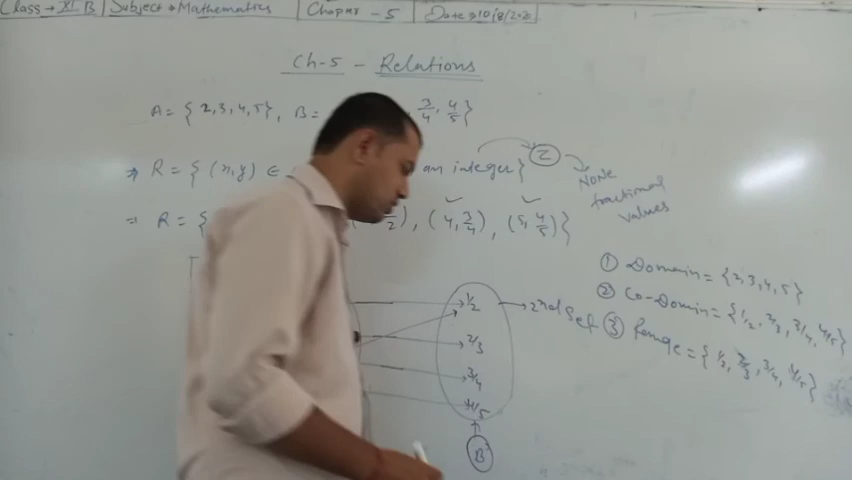 Class → XI B | Subject → Mathematics | Chapter - 5 | Date → 10/8/20
Ch-5 - Relations
A = { 2, 3, 4, 5 }, B = 3/4, 4/5 }
⇒ R = { (x, y) ∈ an integer } Z
NONE
fractional
values
⇒ R = { /2 ), ( 4, 3/4 ), ( 5, 4/5 ) }
① Domain = { 2, 3, 4, 5 }
② Co-Domain = { 1/2, 2/3, 3/4, 4/5 }
③ Range = { 1/2, 2/3, 3/4, 4/5 }
1/2 → 2nd Set
2/3
3/4
4/5
B